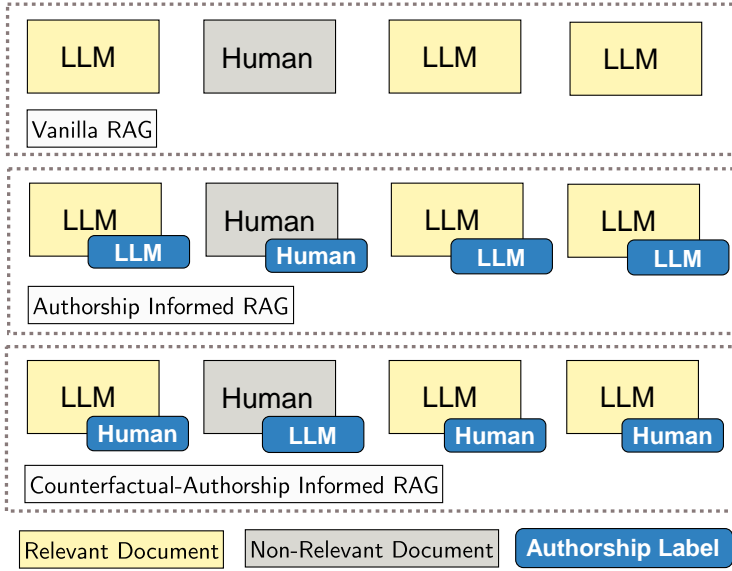 LLM Human LLM LLM
Vanilla RAG
LLM Human LLM LLM
LLM Human LLM LLM
Authorship Informed RAG
LLM Human LLM LLM
Human LLM Human Human
Counterfactual-Authorship Informed RAG
Relevant Document Non-Relevant Document Authorship Label